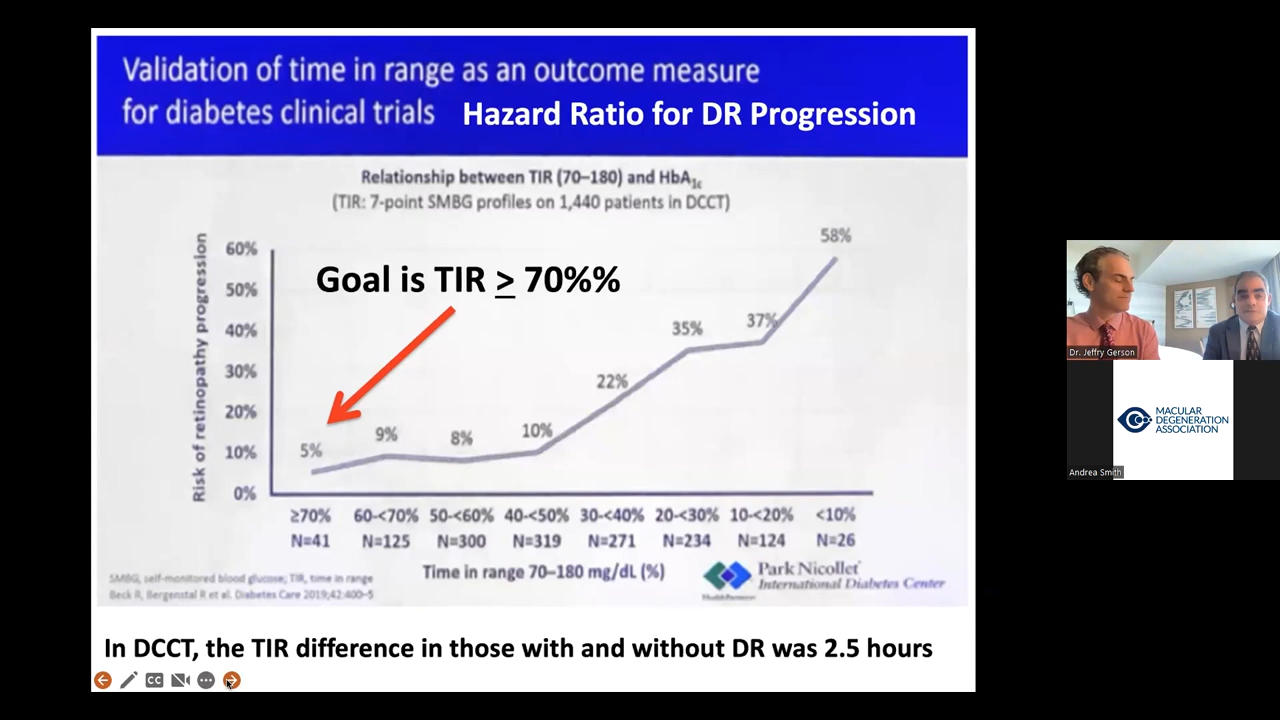 Validation of time in range as an outcome measure
for diabetes clinical trials Hazard Ratio for DR Progression
Relationship between TIR (70–180) and HbA1c
(TIR: 7-point SMBG profiles on 1,440 patients in DCCT)
Risk of retinopathy progression
60%
50%
40%
30%
20%
10%
0%
Goal is TIR ≥ 70%%
5%
9%
8%
10%
22%
35%
37%
58%
≥70% 60-<70% 50-<60% 40-<50% 30-<40% 20-<30% 10-<20% <10%
N=41 N=125 N=300 N=319 N=271 N=234 N=124 N=26
Time in range 70–180 mg/dL (%)
SMBG, self-monitored blood glucose; TIR, time in range
Beck R, Bergenstal R et al. Diabetes Care 2019;42:400–5
Park Nicollet
International Diabetes Center
HealthPartners
In DCCT, the TIR difference in those with and without DR was 2.5 hours
CC
Dr. Jeffry Gerson
MACULAR
DEGENERATION
ASSOCIATION
Andrea Smith